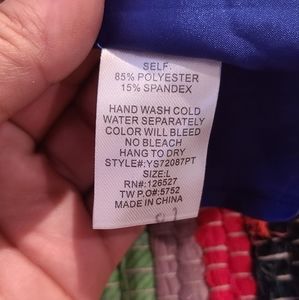 SELF:
85% POLYESTER
15% SPANDEX
HAND WASH COLD
WATER SEPARATELY
COLOR WILL BLEED
NO BLEACH
HANG TO DRY
STYLE#:YS72087PT
SIZE:L
RN#:126527
TW P.O#:5752
MADE IN CHINA